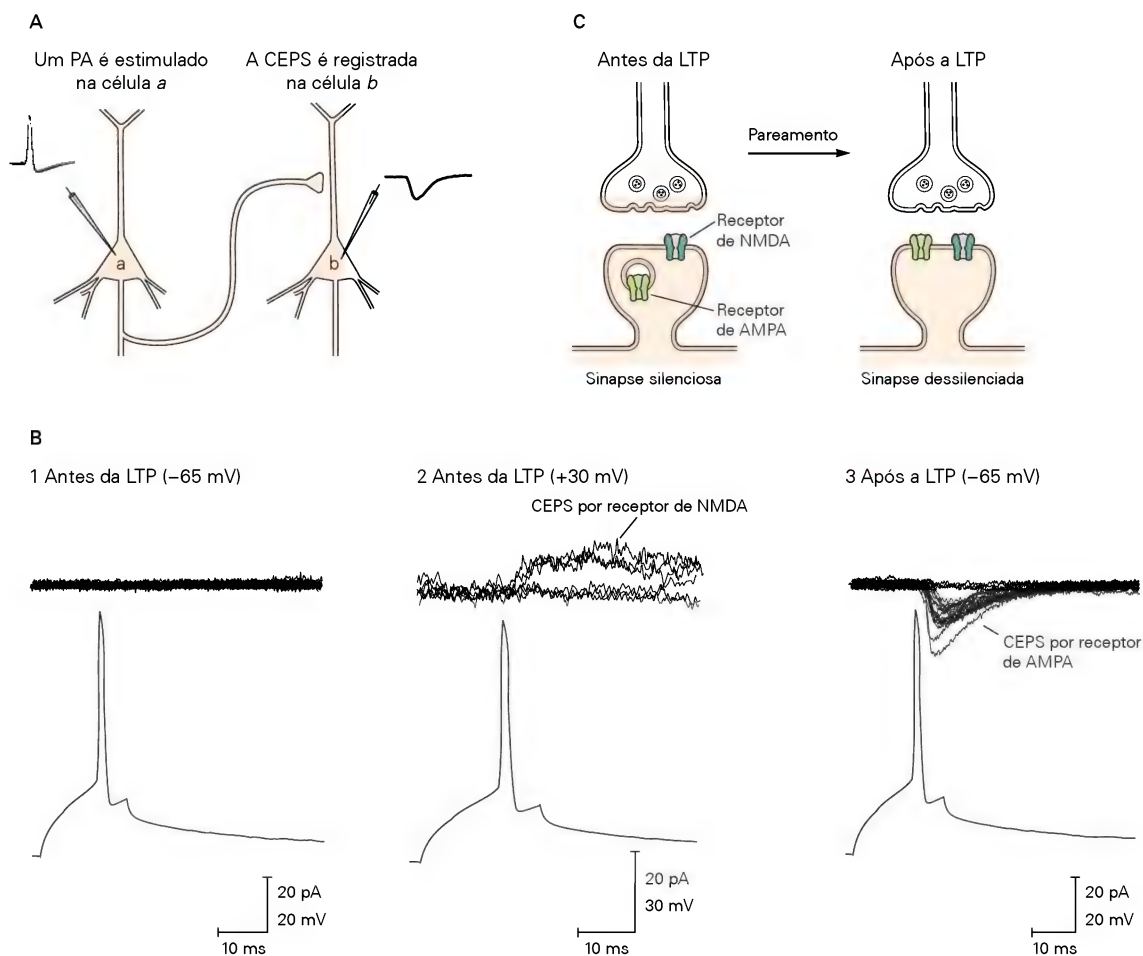 A
Um PA é estimulado
na célula a
A CEPS é registrada
na célula b
a
b
C
Antes da LTP
Após a LTP
Pareamento
Receptor
de NMDA
Receptor
de AMPA
Sinapse silenciosa
Sinapse dessilenciada
B
1 Antes da LTP (–65 mV)
2 Antes da LTP (+30 mV)
CEPS por receptor de NMDA
3 Após a LTP (–65 mV)
CEPS por receptor
de AMPA
20 pA
20 mV
10 ms
20 pA
30 mV
10 ms
20 pA
20 mV
10 ms